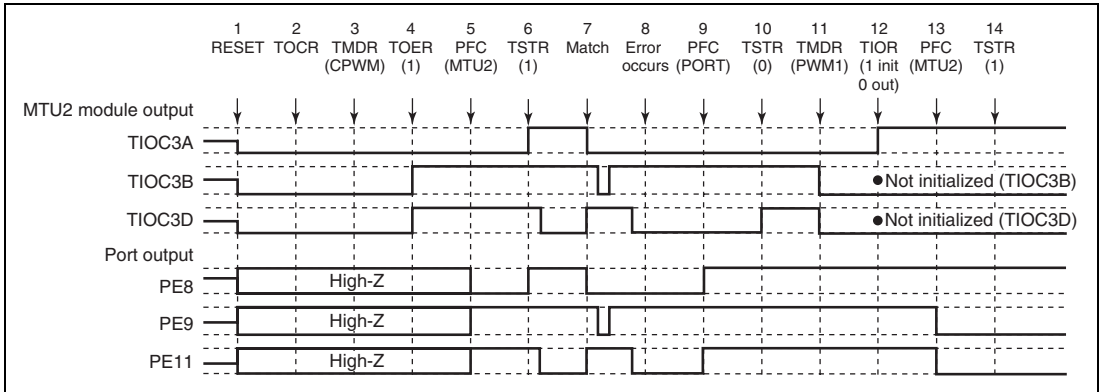 1 2 3 4 5 6 7 8 9 10 11 12 13 14
RESET TOCR TMDR TOER PFC TSTR Match Error PFC TSTR TMDR TIOR PFC TSTR
(CPWM) (1) (MTU2) (1) occurs (PORT) (0) (PWM1) (1 init (MTU2) (1)
0 out)
MTU2 module output
TIOC3A
TIOC3B
●Not initialized (TIOC3B)
TIOC3D
●Not initialized (TIOC3D)
Port output
PE8
High-Z
PE9
High-Z
PE11
High-Z